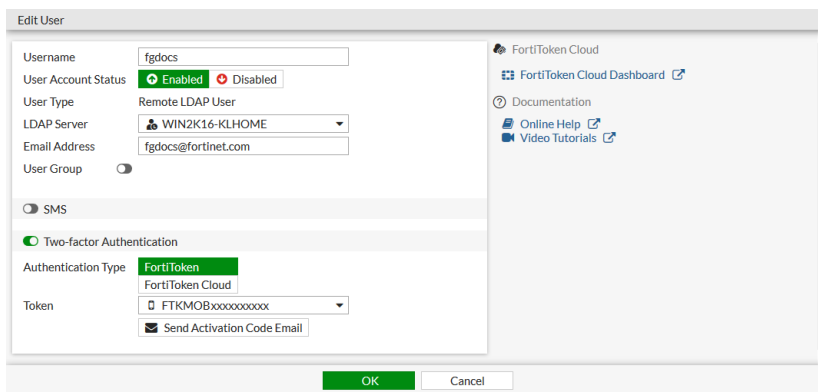 Edit User
Username fgdocs
User Account Status Enabled Disabled
User Type Remote LDAP User
LDAP Server WIN2K16-KLHOME
Email Address fgdocs@fortinet.com
User Group
SMS
Two-factor Authentication
Authentication Type FortiToken
FortiToken Cloud
Token FTKMOBxxxxxxxxxx
Send Activation Code Email
FortiToken Cloud
FortiToken Cloud Dashboard
Documentation
Online Help
Video Tutorials
OK Cancel